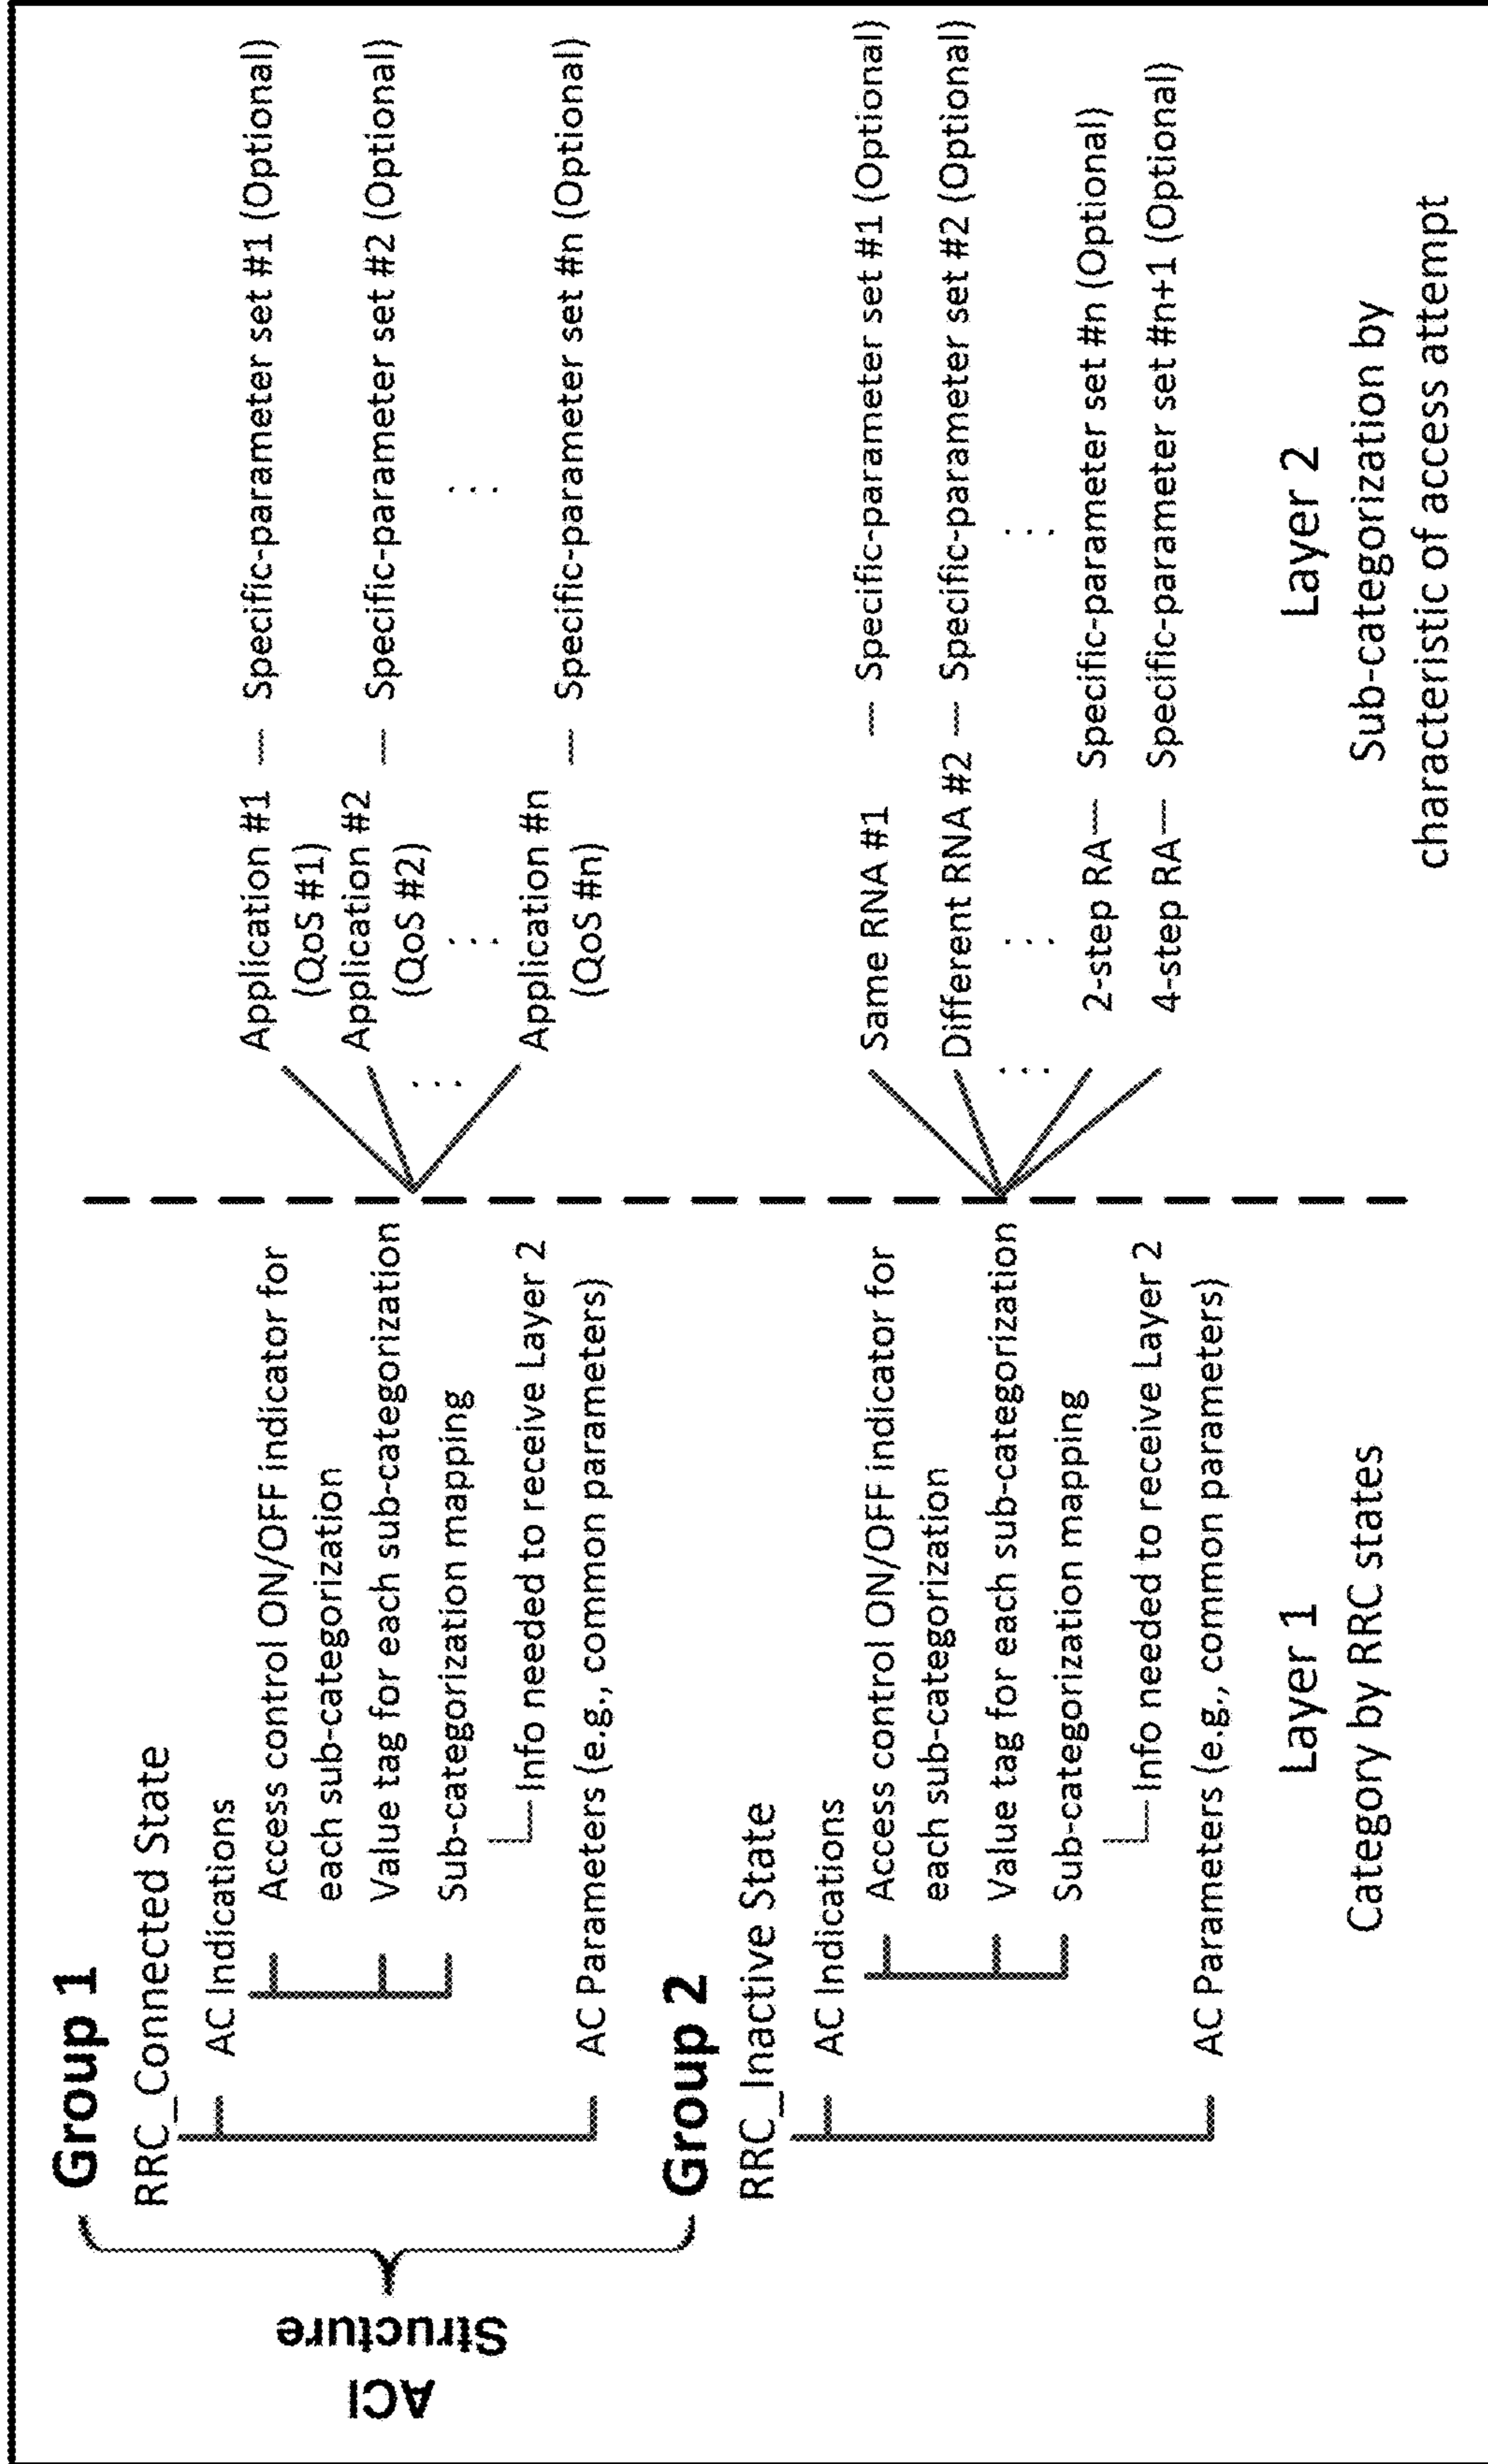 ACI
Structure
Group 1
RRC_Connected State
AC Indications
Access control ON/OFF indicator for
each sub-categorization
Value tag for each sub-categorization
Sub-categorization mapping
Info needed to receive Layer 2
AC Parameters (e.g., common parameters)
Application #1 — Specific-parameter set #1 (Optional)
(QoS #1)
Application #2 — Specific-parameter set #2 (Optional)
(QoS #2)
Application #n — Specific-parameter set #n (Optional)
(QoS #n)
Group 2
RRC_Inactive State
AC Indications
Access control ON/OFF indicator for
each sub-categorization
Value tag for each sub-categorization
Sub-categorization mapping
Info needed to receive Layer 2
AC Parameters (e.g., common parameters)
Same RNA #1 — Specific-parameter set #1 (Optional)
Different RNA #2 — Specific-parameter set #2 (Optional)
2-step RA — Specific-parameter set #n (Optional)
4-step RA — Specific-parameter set #n+1 (Optional)
Layer 1
Category by RRC states
Layer 2
Sub-categorization by
characteristic of access attempt